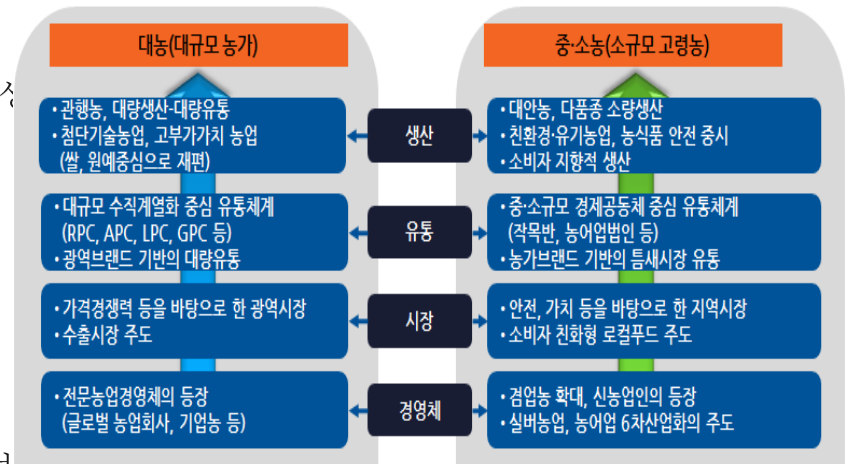 대농(대규모 농가)
중·소농(소규모 고령농)
• 관행농, 대량생산-대량유통
• 첨단기술농업, 고부가가치 농업
(쌀, 원예중심으로 재편)
생산
• 대안농, 다품종 소량생산
• 친환경·유기농업, 농식품 안전 중시
• 소비자 지향적 생산
• 대규모 수직계열화 중심 유통체계
(RPC, APC, LPC, GPC 등)
• 광역브랜드 기반의 대량유통
유통
• 중·소규모 경제공동체 중심 유통체계
(작목반, 농어업법인 등)
• 농가브랜드 기반의 틈새시장 유통
• 가격경쟁력 등을 바탕으로 한 광역시장
• 수출시장 주도
시장
• 안전, 가치 등을 바탕으로 한 지역시장
• 소비자 친화형 로컬푸드 주도
• 전문농업경영체의 등장
(글로벌 농업회사, 기업농 등)
경영체
• 겸업농 확대, 신농업인의 등장
• 실버농업, 농어업 6차산업화의 주도